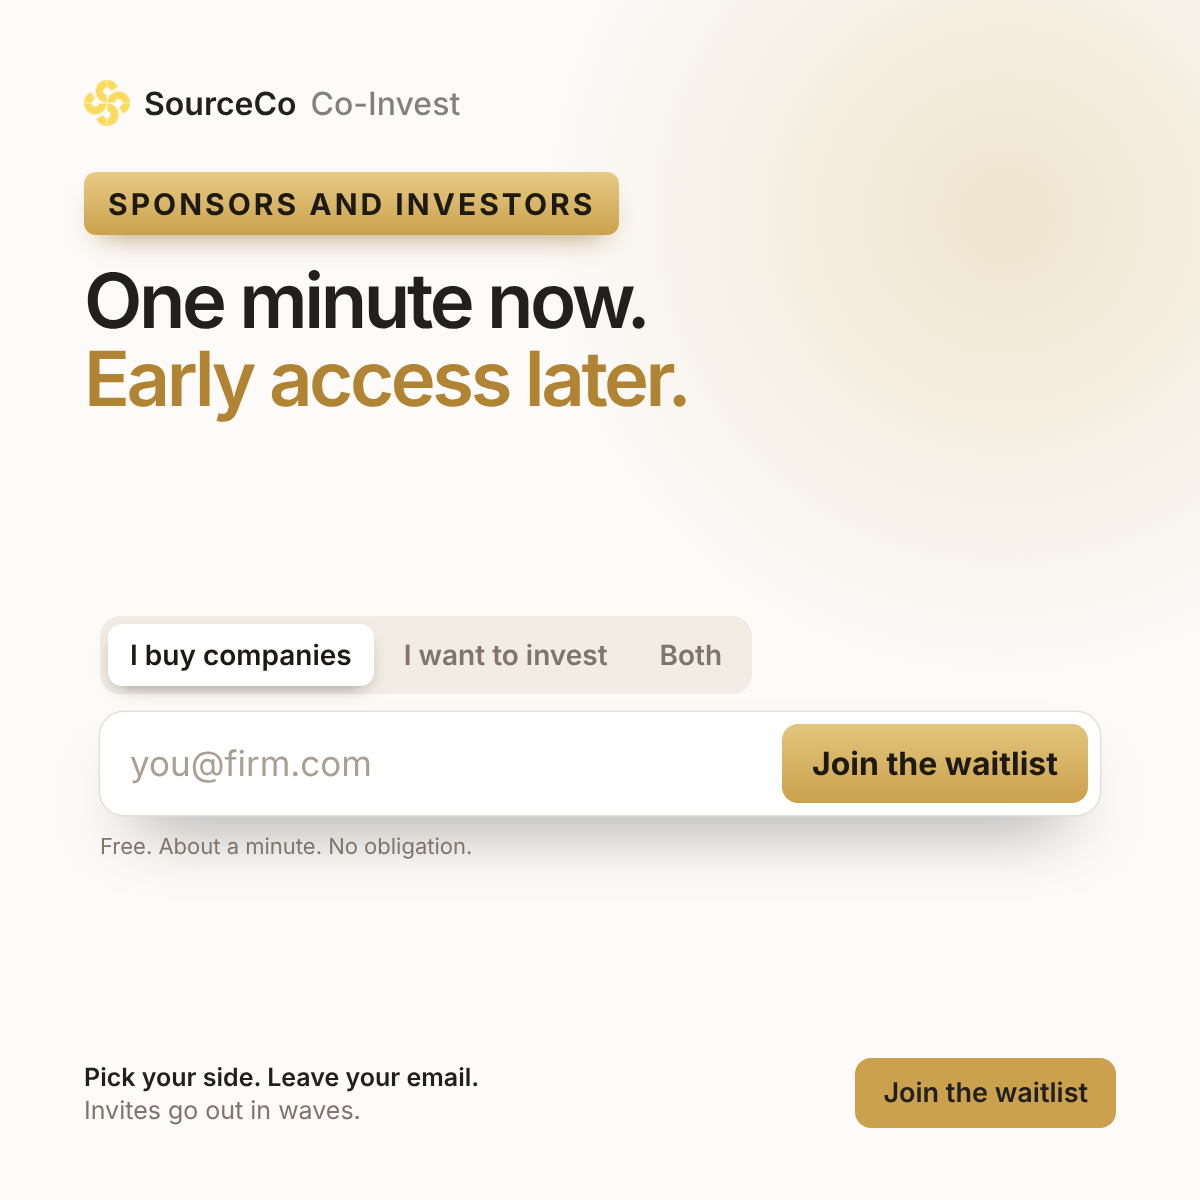 SourceCo Co-Invest
SPONSORS AND INVESTORS
One minute now.
Early access later.
I buy companies I want to invest Both
you@firm.com Join the waitlist
Free. About a minute. No obligation.
Pick your side. Leave your email.
Invites go out in waves.
Join the waitlist